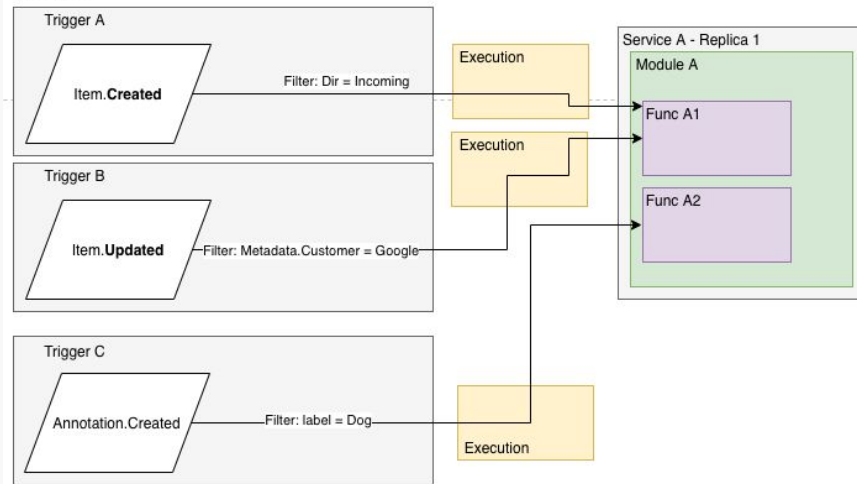 Trigger A
Item.Created
Filter: Dir = Incoming
Execution
Service A - Replica 1
Module A
Func A1
Execution
Trigger B
Item.Updated
Filter: Metadata.Customer = Google
Func A2
Trigger C
Annotation.Created
Filter: label = Dog
Execution